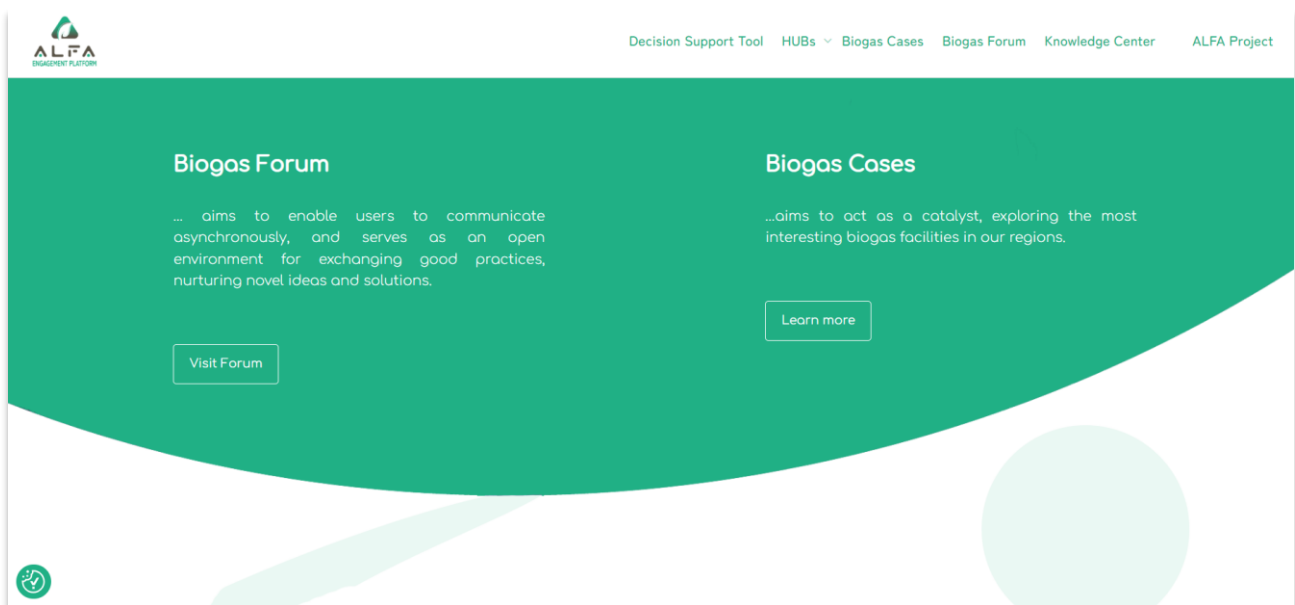 ALFA
ENGAGEMENT PLATFORM
Decision Support Tool HUBs Biogas Cases Biogas Forum Knowledge Center ALFA Project
Biogas Forum
... aims to enable users to communicate
asynchronously, and serves as an open
environment for exchanging good practices,
nurturing novel ideas and solutions.
Visit Forum
Biogas Cases
...aims to act as a catalyst, exploring the most
interesting biogas facilities in our regions.
Learn more